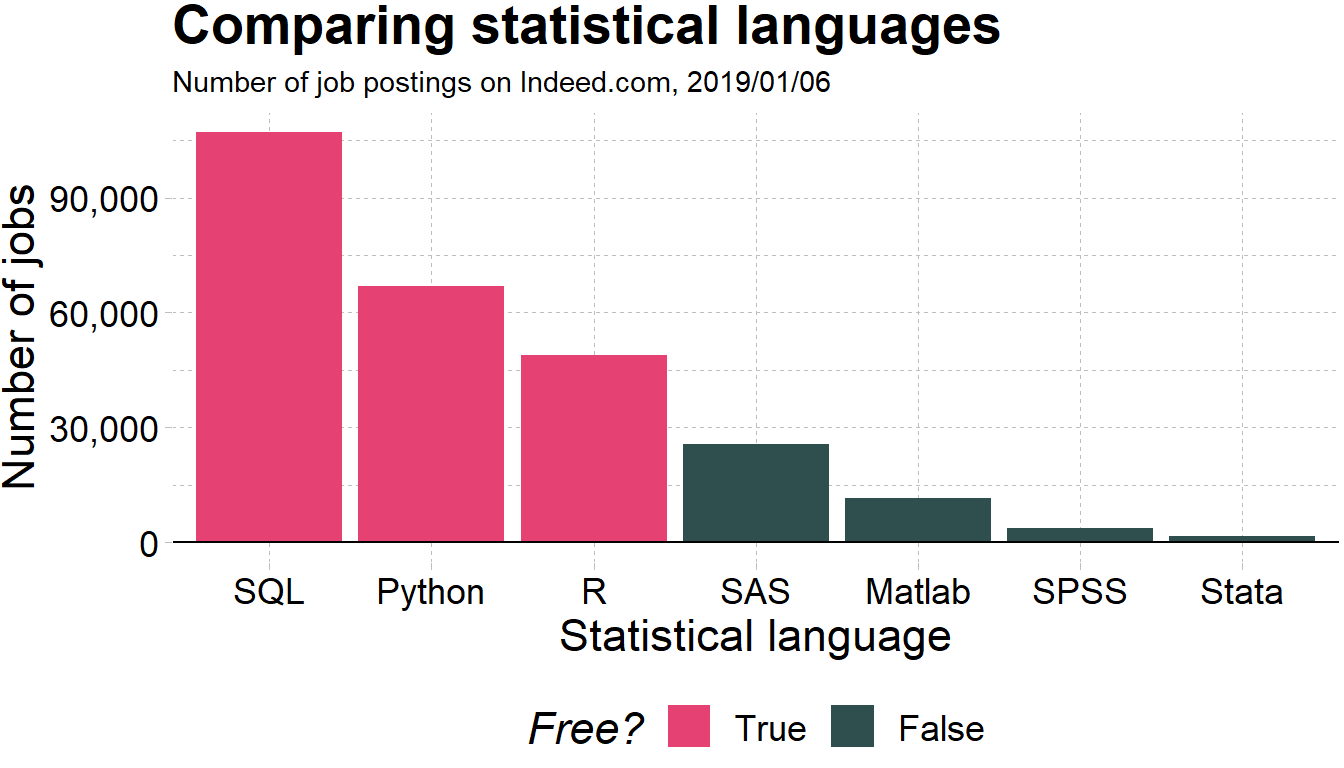 Comparing statistical languages
Number of job postings on Indeed.com, 2019/01/06
Number of jobs
90,000
60,000
30,000
0
SQL Python R SAS Matlab SPSS Stata
Statistical language
Free? True False